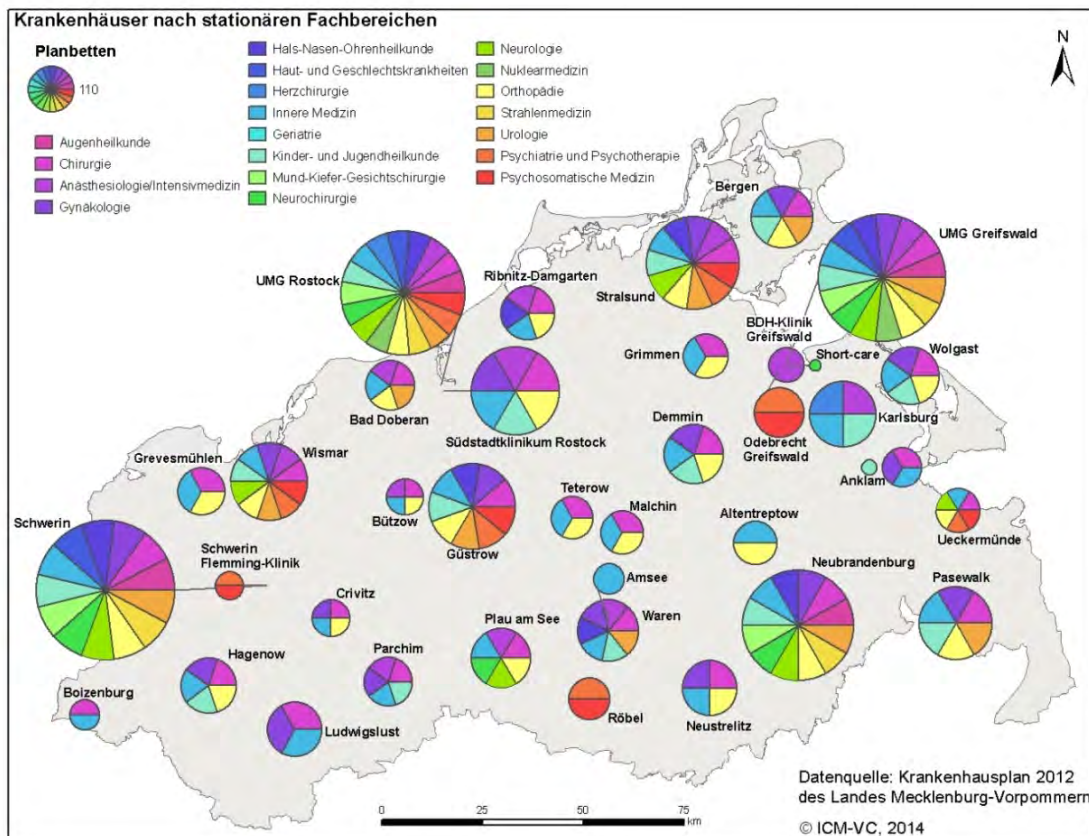 Krankenhäuser nach stationären Fachbereichen
Planbetten
110
Augenheilkunde
Chirurgie
Anästhesiologie/Intensivmedizin
Gynäkologie
Hals-Nasen-Ohrenheilkunde
Haut- und Geschlechtskrankheiten
Herzchirurgie
Innere Medizin
Geriatrie
Kinder- und Jugendheilkunde
Mund-Kiefer-Gesichtschirurgie
Neurochirurgie
Neurologie
Nuklearmedizin
Orthopädie
Strahlenmedizin
Urologie
Psychiatrie und Psychotherapie
Psychosomatische Medizin
N
Bergen
UMG Greifswald
UMG Rostock
Ribnitz-Damgarten
Stralsund
BDH-Klinik
Greifswald
Short-care
Grimmen
Wolgast
Bad Doberan
Südstadtklinikum Rostock
Demmin
Odebrecht
Greifswald
Karlsburg
Grevesmühlen
Wismar
Anklam
Bützow
Güstrow
Teterow
Malchin
Altentreptow
Ueckermünde
Schwerin
Schwerin
Flemming-Klinik
Amsee
Neubrandenburg
Pasewalk
Crivitz
Plau am See
Waren
Hagenow
Parchim
Boizenburg
Ludwigslust
Röbel
Neustrelitz
0 25 50 75
km
Datenquelle: Krankenhausplan 2012
des Landes Mecklenburg-Vorpommern
© ICM-VC, 2014